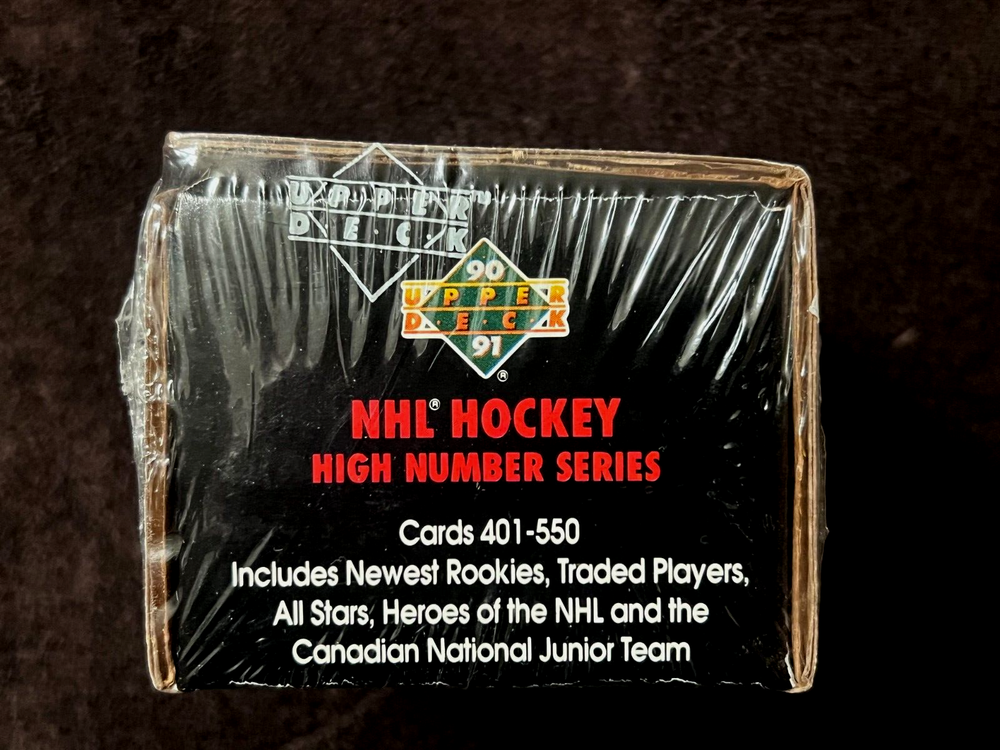 UPPER
DECK™
90
UPPER
DECK
91
®
NHL® HOCKEY
HIGH NUMBER SERIES
Cards 401-550
Includes Newest Rookies, Traded Players,
All Stars, Heroes of the NHL and the
Canadian National Junior Team